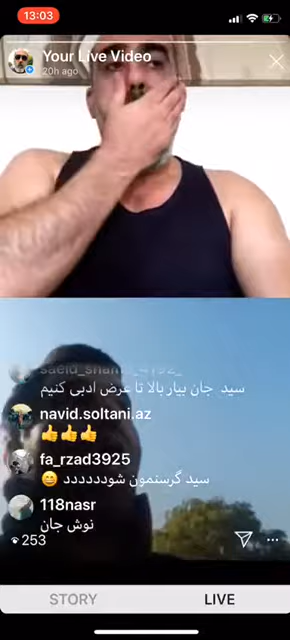 13:03
Your Live Video
20h ago
سید جان بیار بالا تا عرض ادبی کنیم
navid.soltani.az
👍👍👍
fa_rzad3925
سید گرسنمون شودددددد 😄
118nasr
نوش جان
253
STORY LIVE